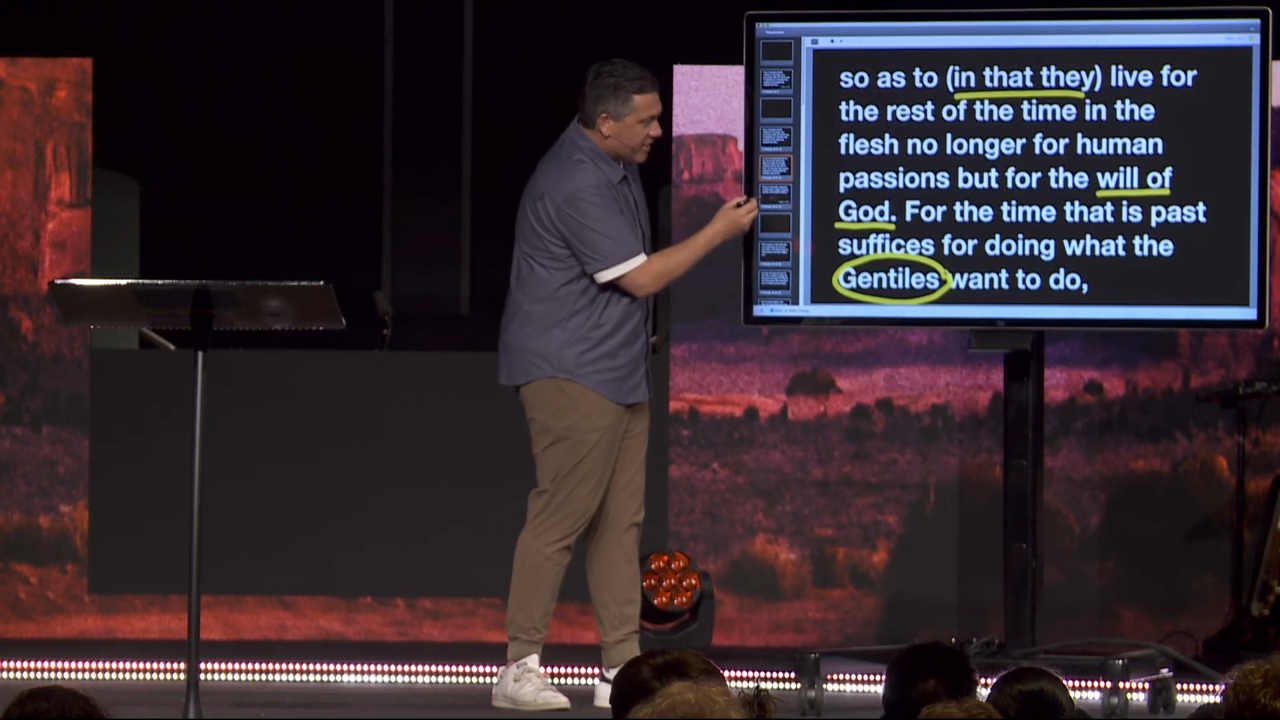 so as to (in that they) live for
the rest of the time in the
flesh no longer for human
passions but for the will of
God. For the time that is past
suffices for doing what the
Gentiles want to do,